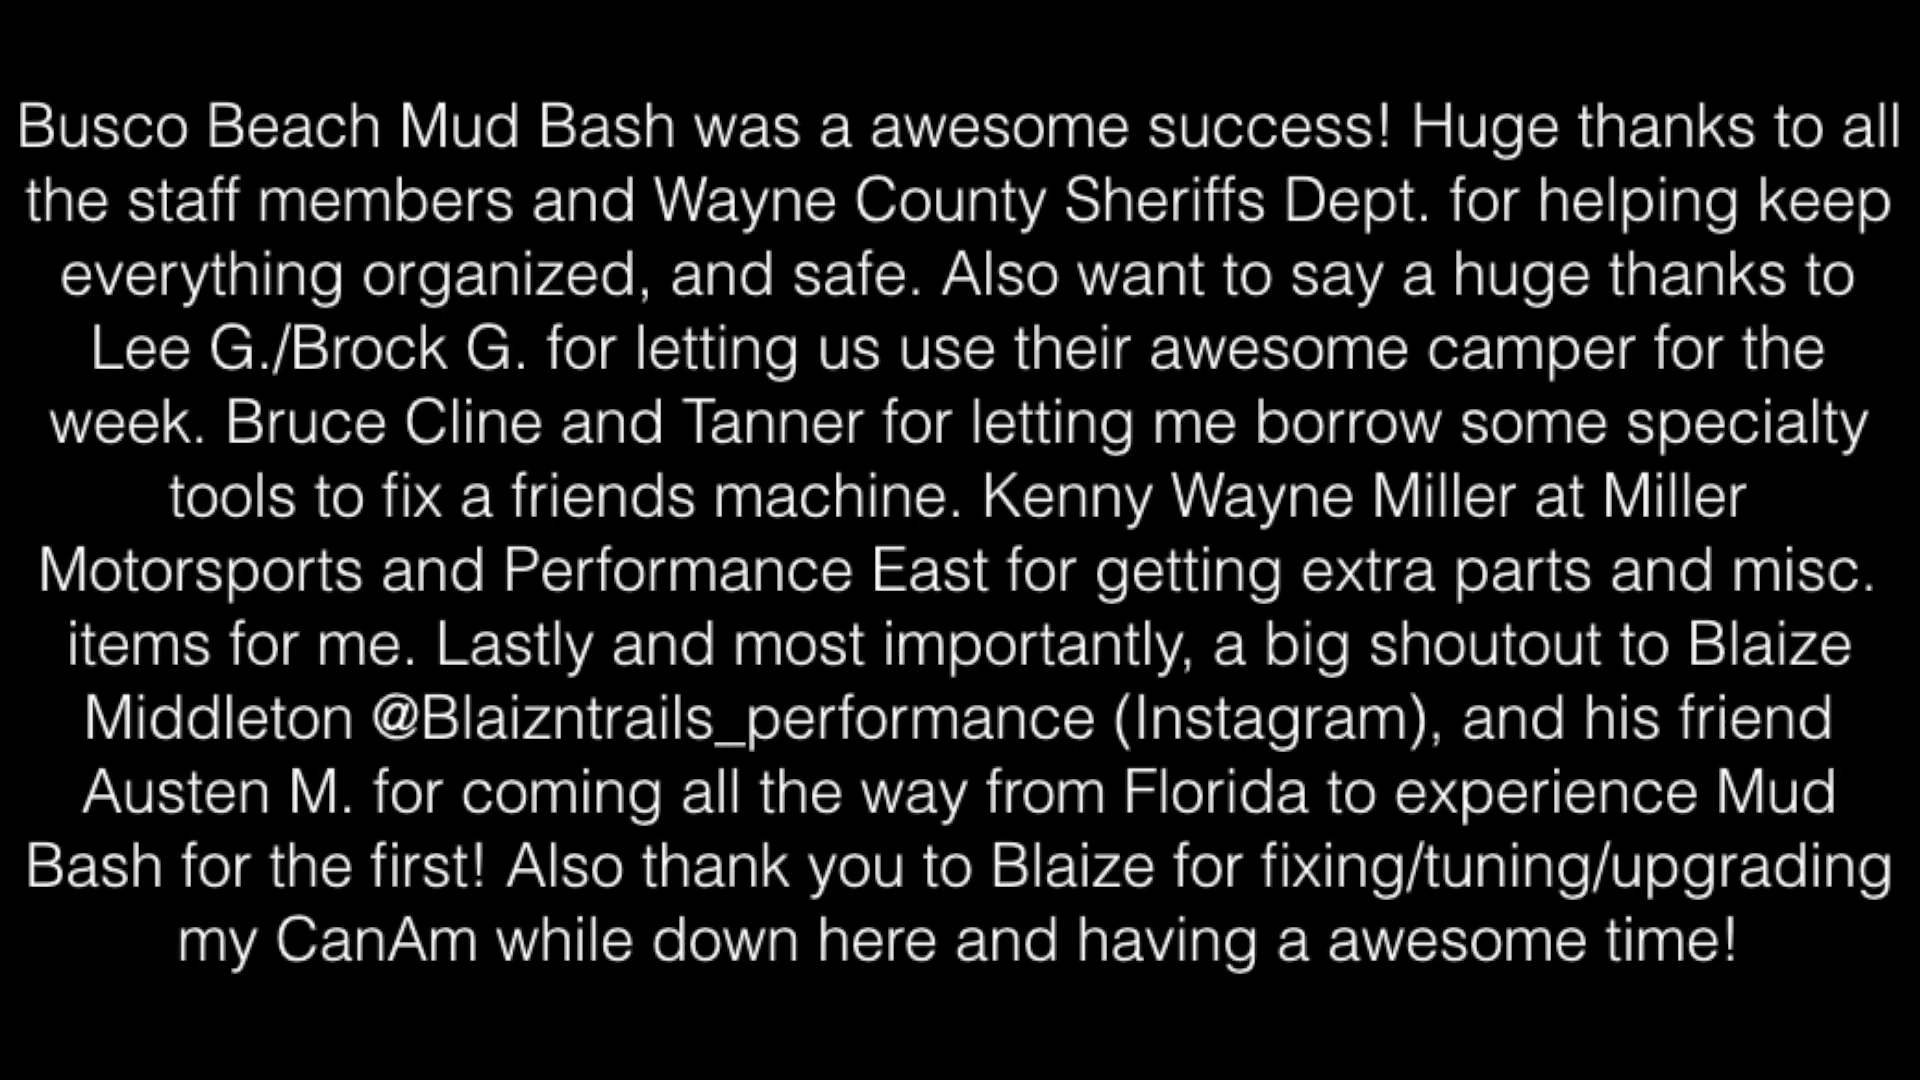 Busco Beach Mud Bash was a awesome success! Huge thanks to all
the staff members and Wayne County Sheriffs Dept. for helping keep
everything organized, and safe. Also want to say a huge thanks to
Lee G./Brock G. for letting us use their awesome camper for the
week. Bruce Cline and Tanner for letting me borrow some specialty
tools to fix a friends machine. Kenny Wayne Miller at Miller
Motorsports and Performance East for getting extra parts and misc.
items for me. Lastly and most importantly, a big shoutout to Blaize
Middleton @Blaizntrails_performance (Instagram), and his friend
Austen M. for coming all the way from Florida to experience Mud
Bash for the first! Also thank you to Blaize for fixing/tuning/upgrading
my CanAm while down here and having a awesome time!